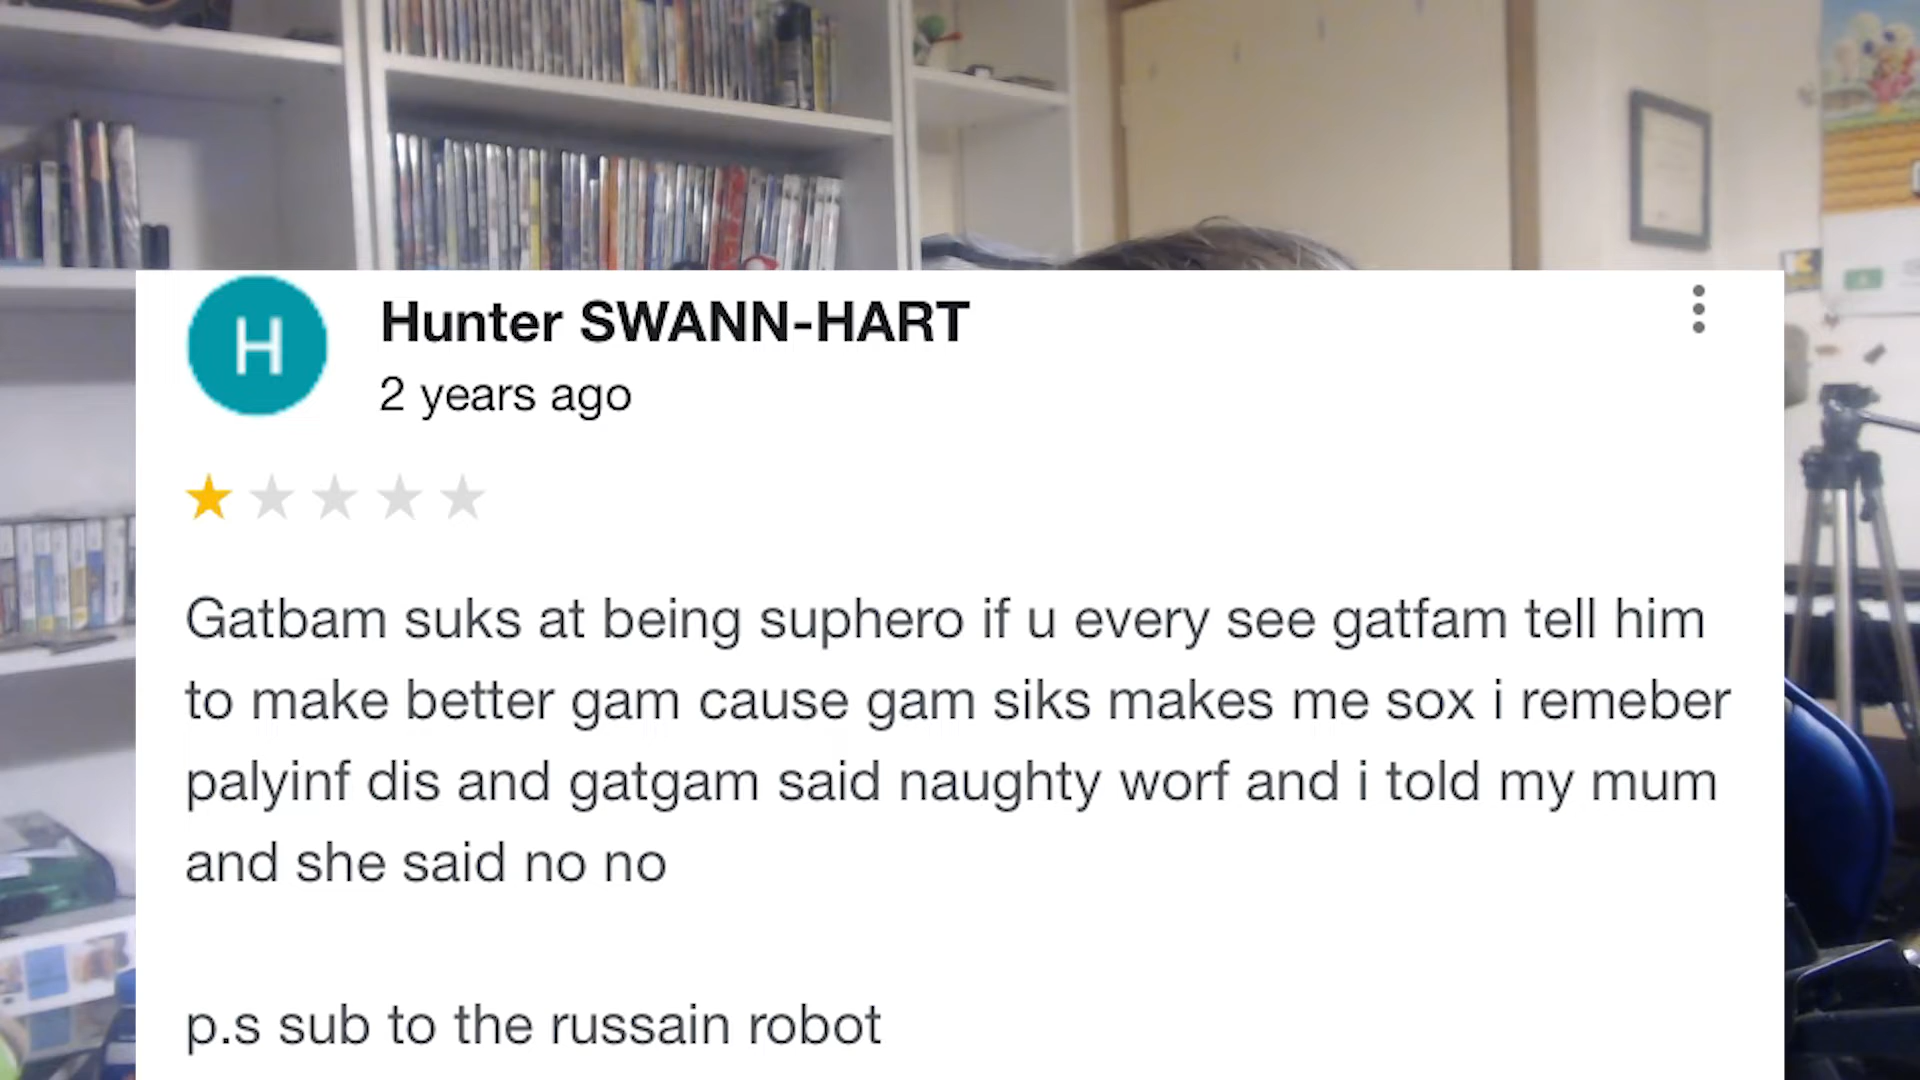 H
Hunter SWANN-HART
2 years ago
Gatbam suks at being suphero if u every see gatfam tell him
to make better gam cause gam siks makes me sox i remeber
palyinf dis and gatgam said naughty worf and i told my mum
and she said no no
p.s sub to the russain robot